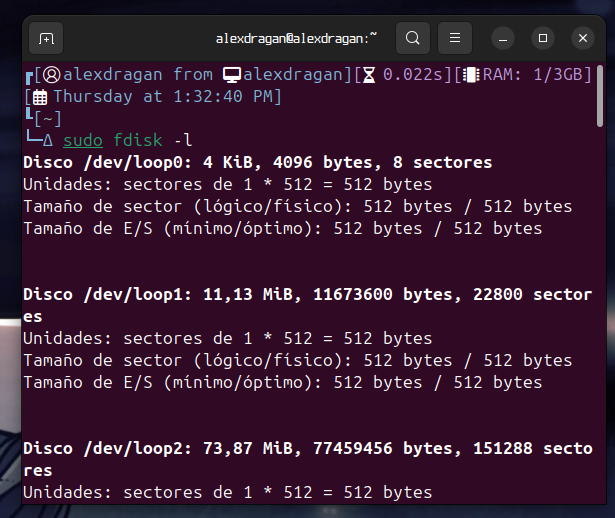 alexdragan@alexdragan:~
[alexdragan from alexdragan][0.022s][RAM: 1/3GB]
[Thursday at 1:32:40 PM]
[~]
Δ sudo fdisk -l
Disco /dev/loop0: 4 KiB, 4096 bytes, 8 sectores
Unidades: sectores de 1 * 512 = 512 bytes
Tamaño de sector (lógico/físico): 512 bytes / 512 bytes
Tamaño de E/S (mínimo/óptimo): 512 bytes / 512 bytes
Disco /dev/loop1: 11,13 MiB, 11673600 bytes, 22800 sector
es
Unidades: sectores de 1 * 512 = 512 bytes
Tamaño de sector (lógico/físico): 512 bytes / 512 bytes
Tamaño de E/S (mínimo/óptimo): 512 bytes / 512 bytes
Disco /dev/loop2: 73,87 MiB, 77459456 bytes, 151288 secto
res
Unidades: sectores de 1 * 512 = 512 bytes